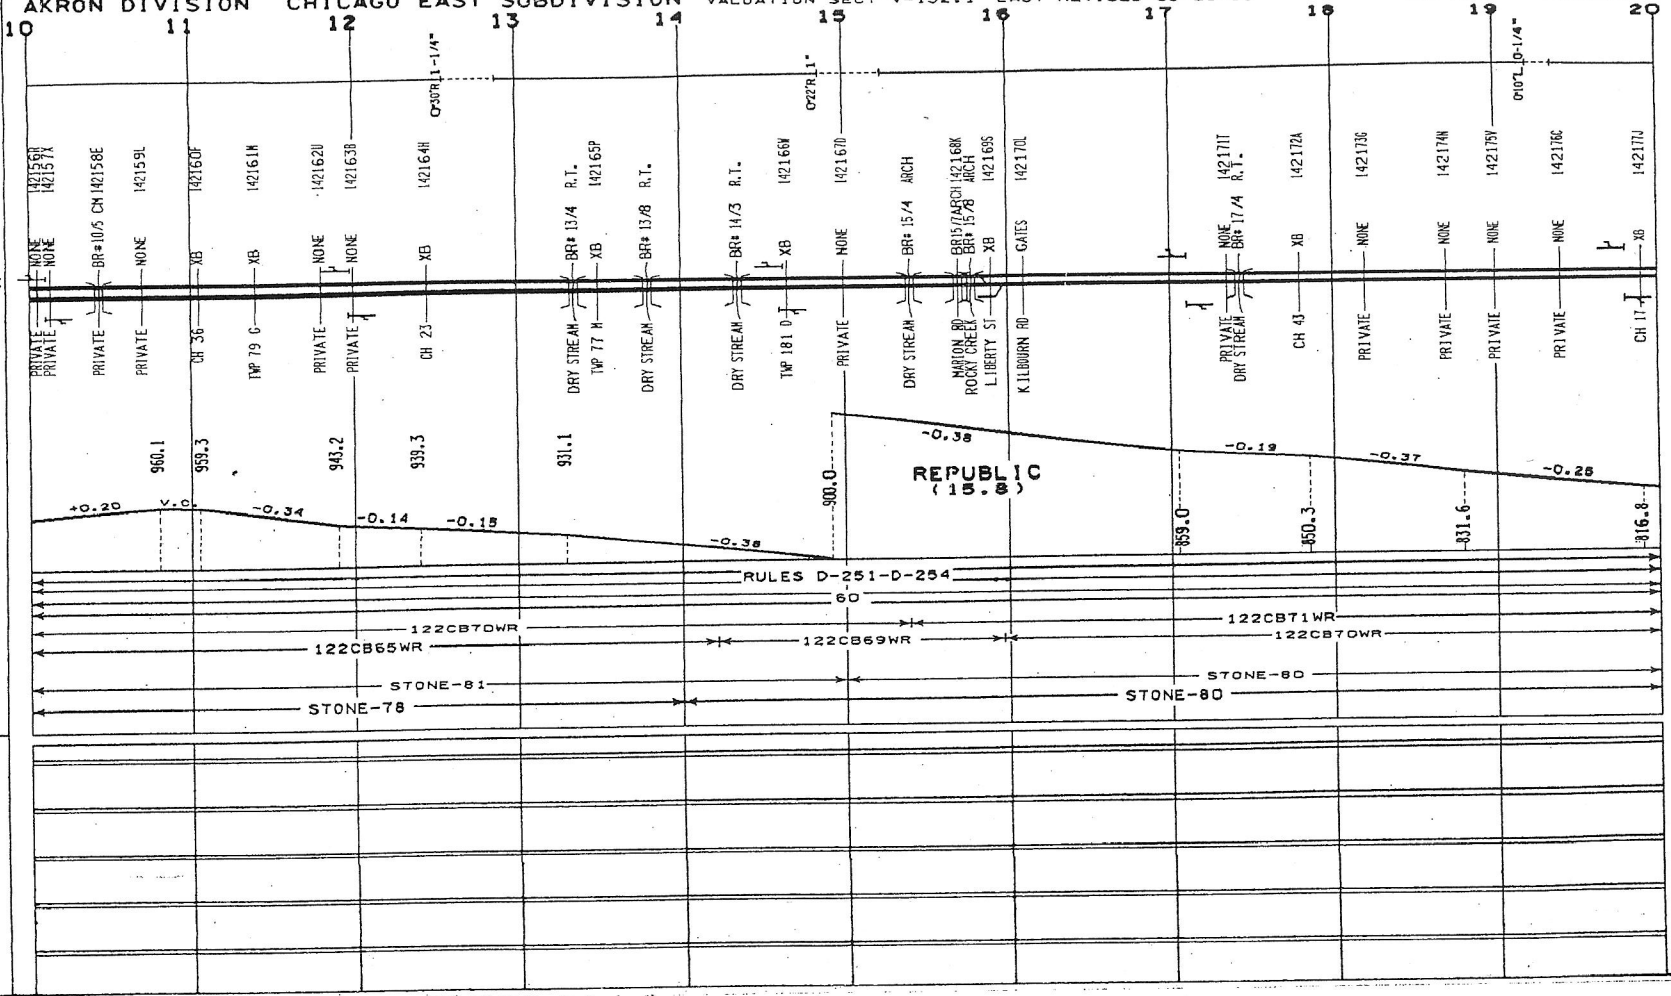 AKRON DIVISION CHICAGO EAST SUBDIVISION
10 11 12 13 14 15 16 17 18 19 20
0°30'R 1-1/4"
0°22'R 1"
0°10'L 0-1/4"
142156R
142157X
BR#10/5 CM 142158E
142159L
142160F
142161M
142162U
142163B
142164H
BR# 13/4 R.T.
142165P
BR# 13/8 R.T.
BR# 14/3 R.T.
142166W
142167D
BR# 15/4 ARCH
BR15/7ARCH 142168K
BR# 15/8 ARCH
142169S
142170L
142171T
BR# 17/4 R.T.
142172A
142173G
142174N
142175V
142176C
142177J
NONE
NONE
NONE
XB
XB
NONE
NONE
XB
XB
XB
NONE
XB
GATES
NONE
XB
NONE
NONE
NONE
NONE
XB
PRIVATE
PRIVATE
PRIVATE
PRIVATE
CH 36
TWP 79 G
PRIVATE
PRIVATE
CH 23
DRY STREAM
TWP 77 M
DRY STREAM
DRY STREAM
TWP 181 D
PRIVATE
DRY STREAM
MARION RD
ROCKY CREEK
LIBERTY ST
KILBOURN RD
PRIVATE
DRY STREAM
CH 43
PRIVATE
PRIVATE
PRIVATE
PRIVATE
CH 17
960.1
959.3
943.2
939.3
931.1
900.0
859.0
850.3
831.6
816.8
-0.38
-0.19
-0.37
-0.25
REPUBLIC
(15.8)
+0.20
V.C.
-0.34
-0.14
-0.15
-0.38
RULES D-251-D-254
60
122CB70WR
122CB71WR
122CB65WR
122CB69WR
122CB70WR
STONE-81
STONE-80
STONE-78
STONE-80